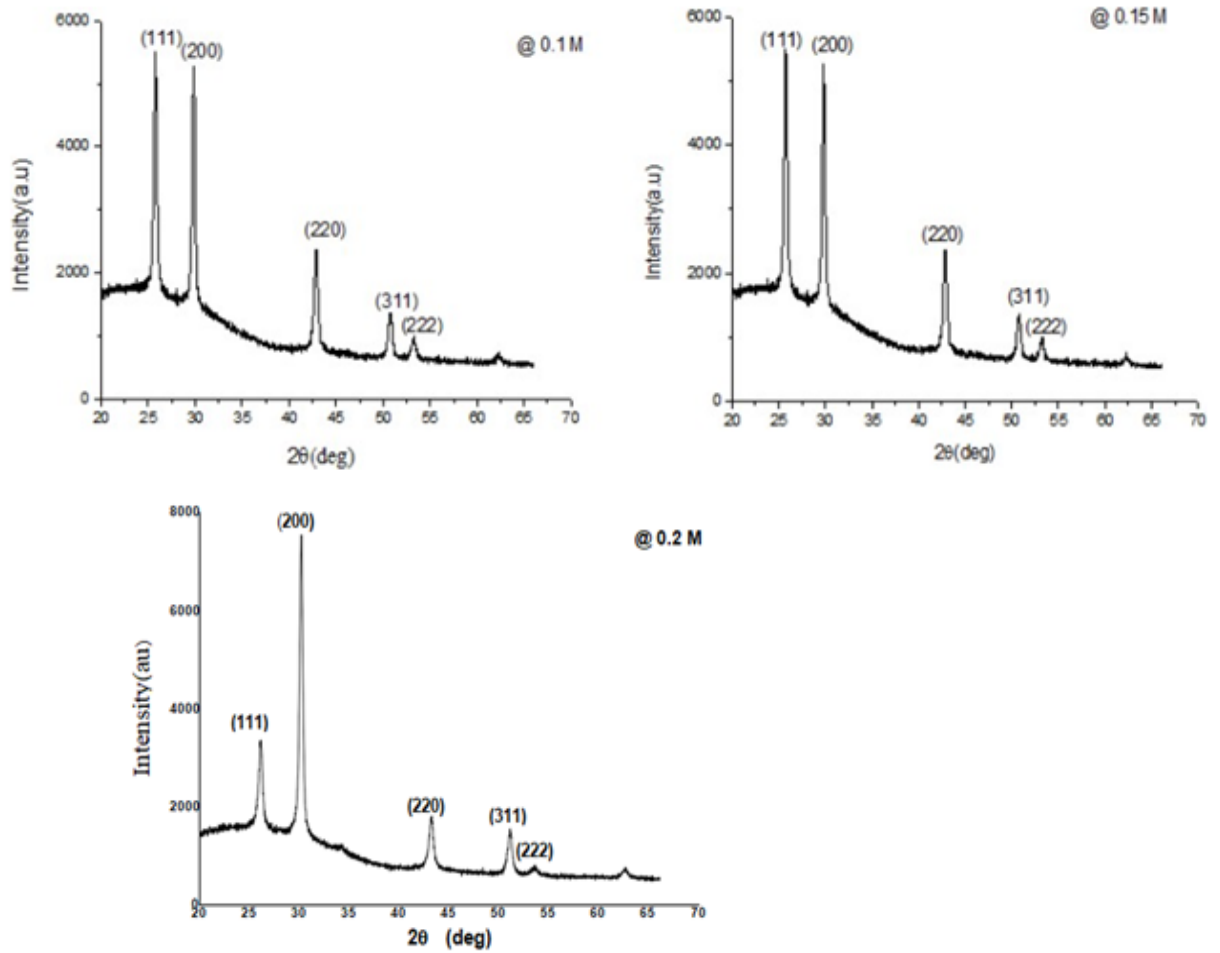 @ 0.1 M
6000
4000
2000
0
Intensity(a.u)
(111)
(200)
(220)
(311)
(222)
20 25 30 35 40 45 50 55 60 65 70
2θ(deg)
@ 0.15 M
6000
4000
2000
0
Intensity(a.u)
(111)
(200)
(220)
(311)
(222)
20 25 30 35 40 45 50 55 60 65 70
2θ(deg)
@ 0.2 M
8000
6000
4000
2000
0
Intensity(au)
(111)
(200)
(220)
(311)
(222)
20 25 30 35 40 45 50 55 60 65 70
2θ (deg)